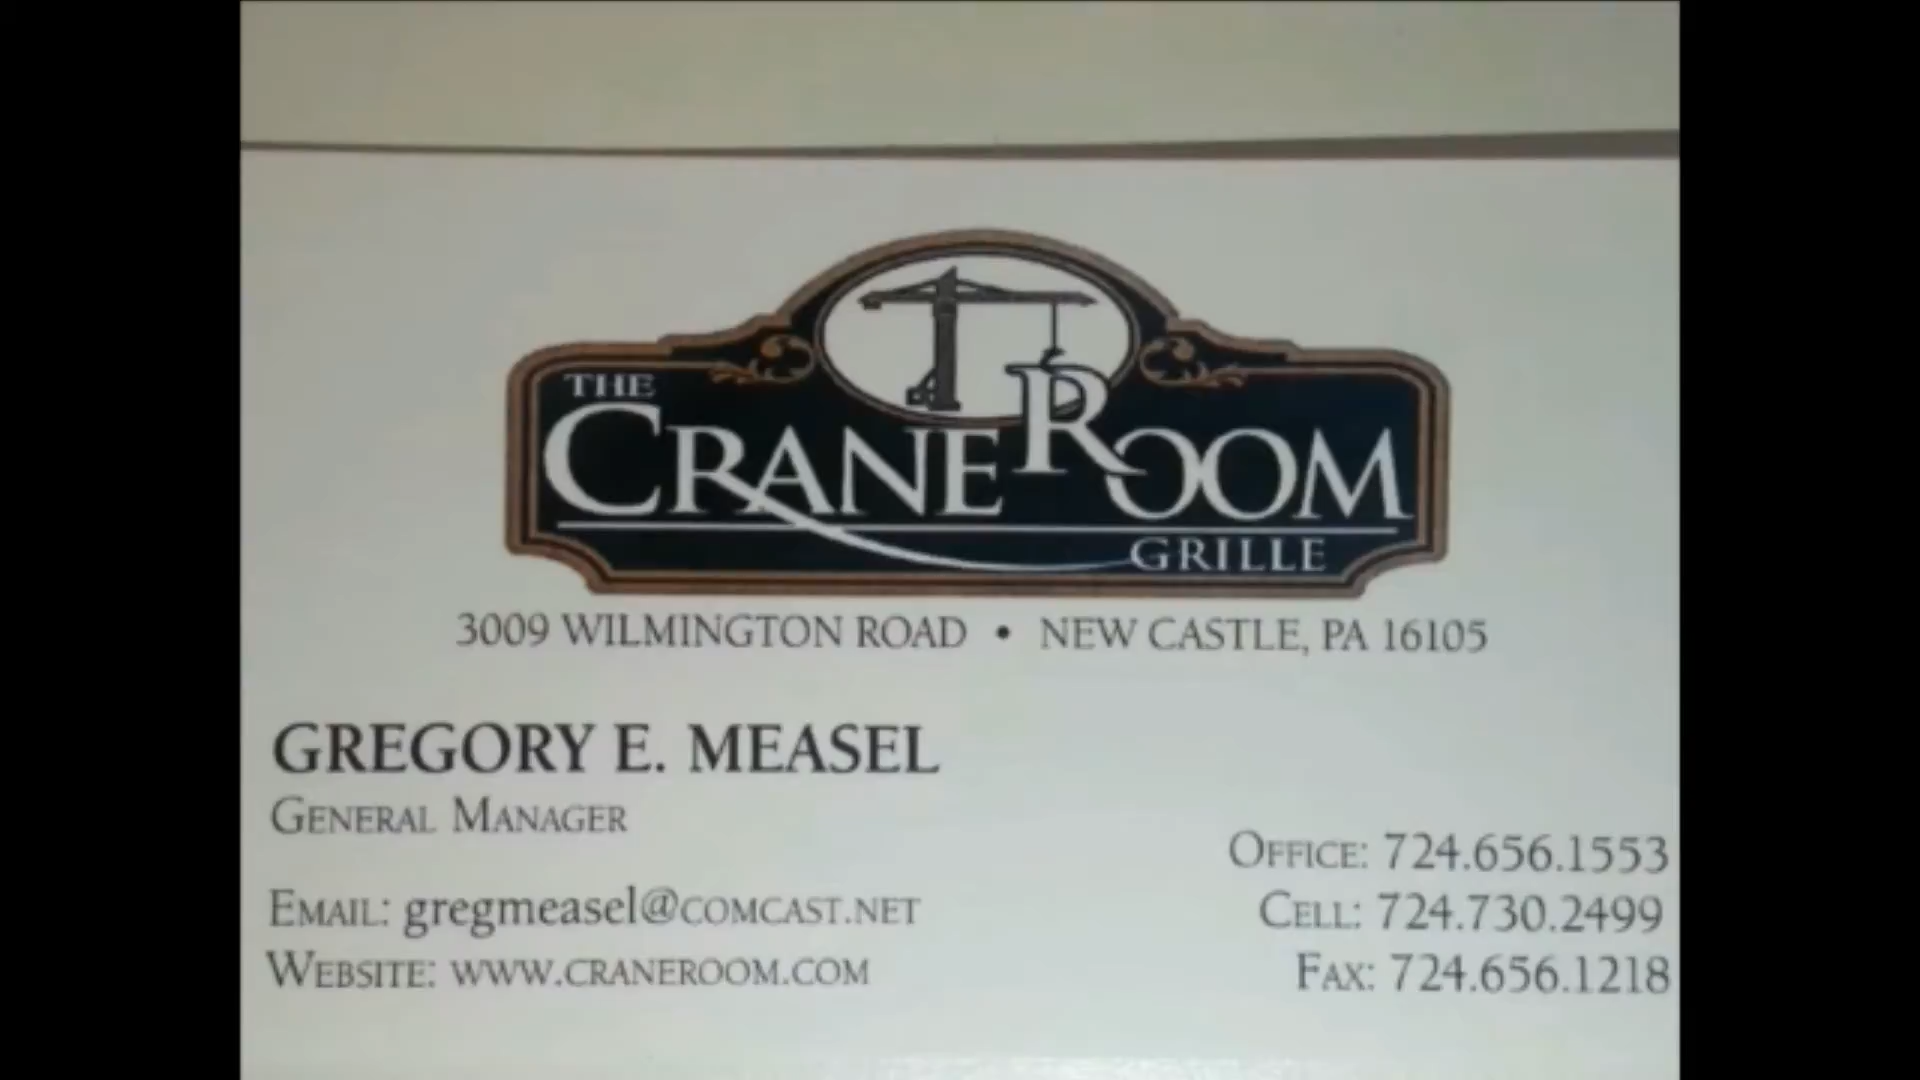 THE
CRANE ROOM
GRILLE
3009 WILMINGTON ROAD • NEW CASTLE, PA 16105
GREGORY E. MEASEL
GENERAL MANAGER
OFFICE: 724.656.1553
EMAIL: gregmeasel@COMCAST.NET
CELL: 724.730.2499
WEBSITE: WWW.CRANEROOM.COM
FAX: 724.656.1218